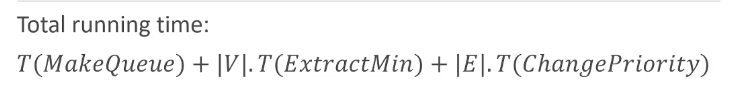 Total running time:
T(MakeQueue) + |V|.T(ExtractMin) + |E|.T(ChangePriority)